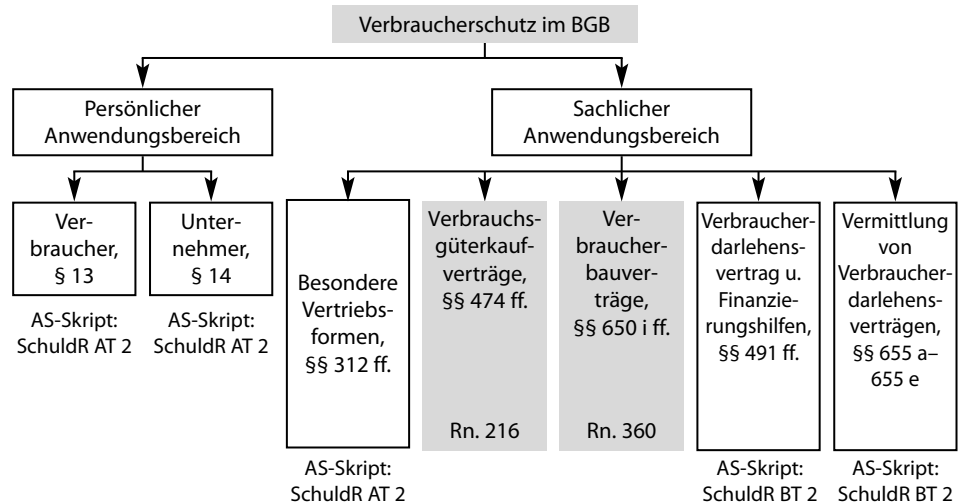 Verbraucherschutz im BGB
Persönlicher
Anwendungsbereich
Sachlicher
Anwendungsbereich
Ver-
braucher,
§ 13
AS-Skript:
SchuldR AT 2
Unter-
nehmer,
§ 14
AS-Skript:
SchuldR AT 2
Besondere
Vertriebs-
formen,
§§ 312 ff.
AS-Skript:
SchuldR AT 2
Verbrauchs-
güterkauf-
verträge,
§§ 474 ff.
Rn. 216
Ver-
braucher-
bauver-
träge,
§§ 650 i ff.
Rn. 360
Verbraucher-
darlehens-
vertrag u.
Finanzie-
rungshilfen,
§§ 491 ff.
AS-Skript:
SchuldR BT 2
Vermittlung
von
Verbraucher-
darlehens-
verträgen,
§§ 655 a–
655 e
AS-Skript:
SchuldR BT 2